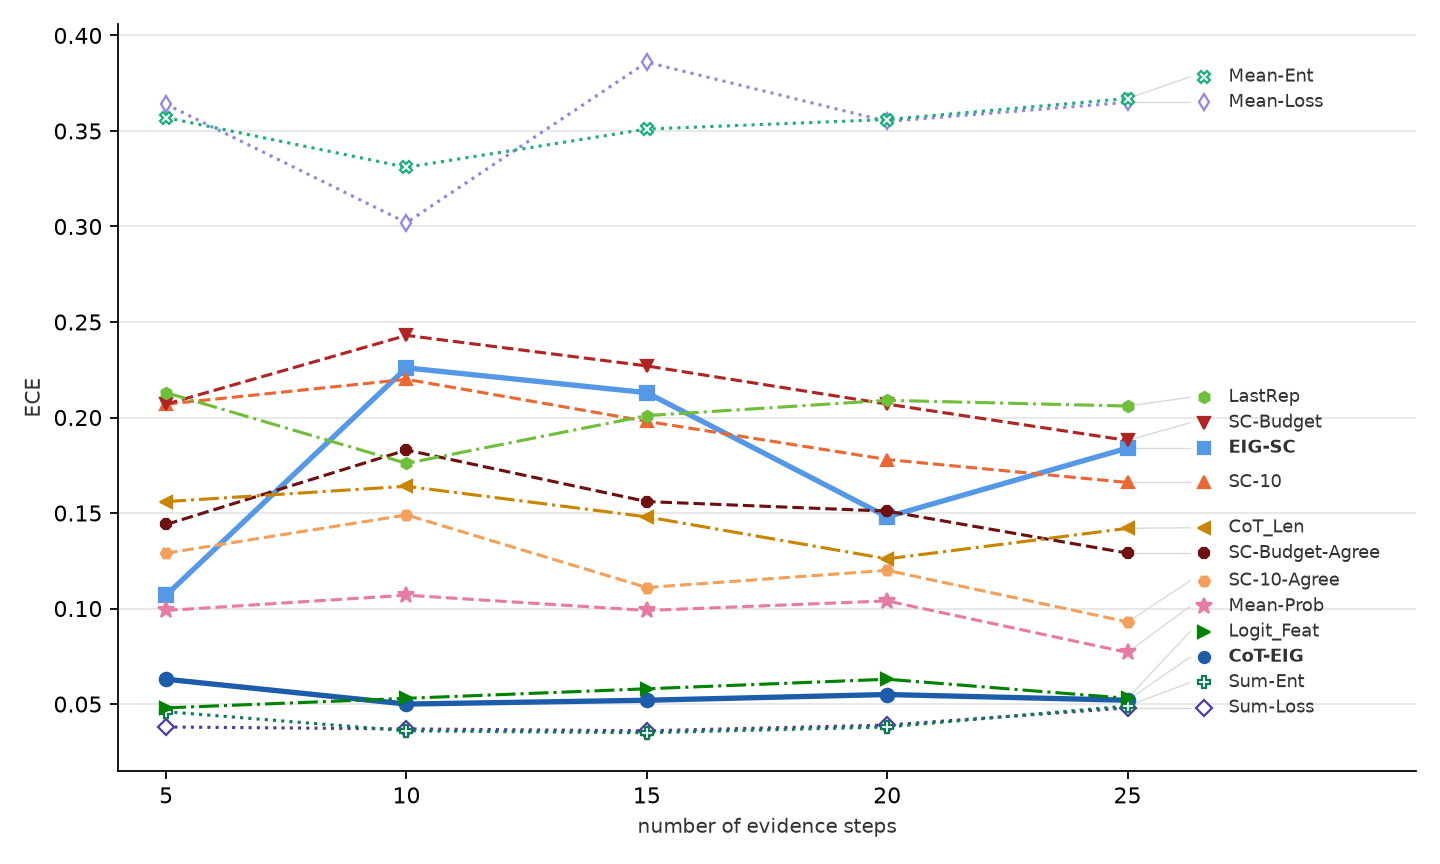 0.40
0.35
0.30
0.25
0.20
0.15
0.10
0.05
ECE
5
10
15
20
25
number of evidence steps
Mean-Ent
Mean-Loss
LastRep
SC-Budget
EIG-SC
SC-10
CoT_Len
SC-Budget-Agree
SC-10-Agree
Mean-Prob
Logit_Feat
CoT-EIG
Sum-Ent
Sum-Loss